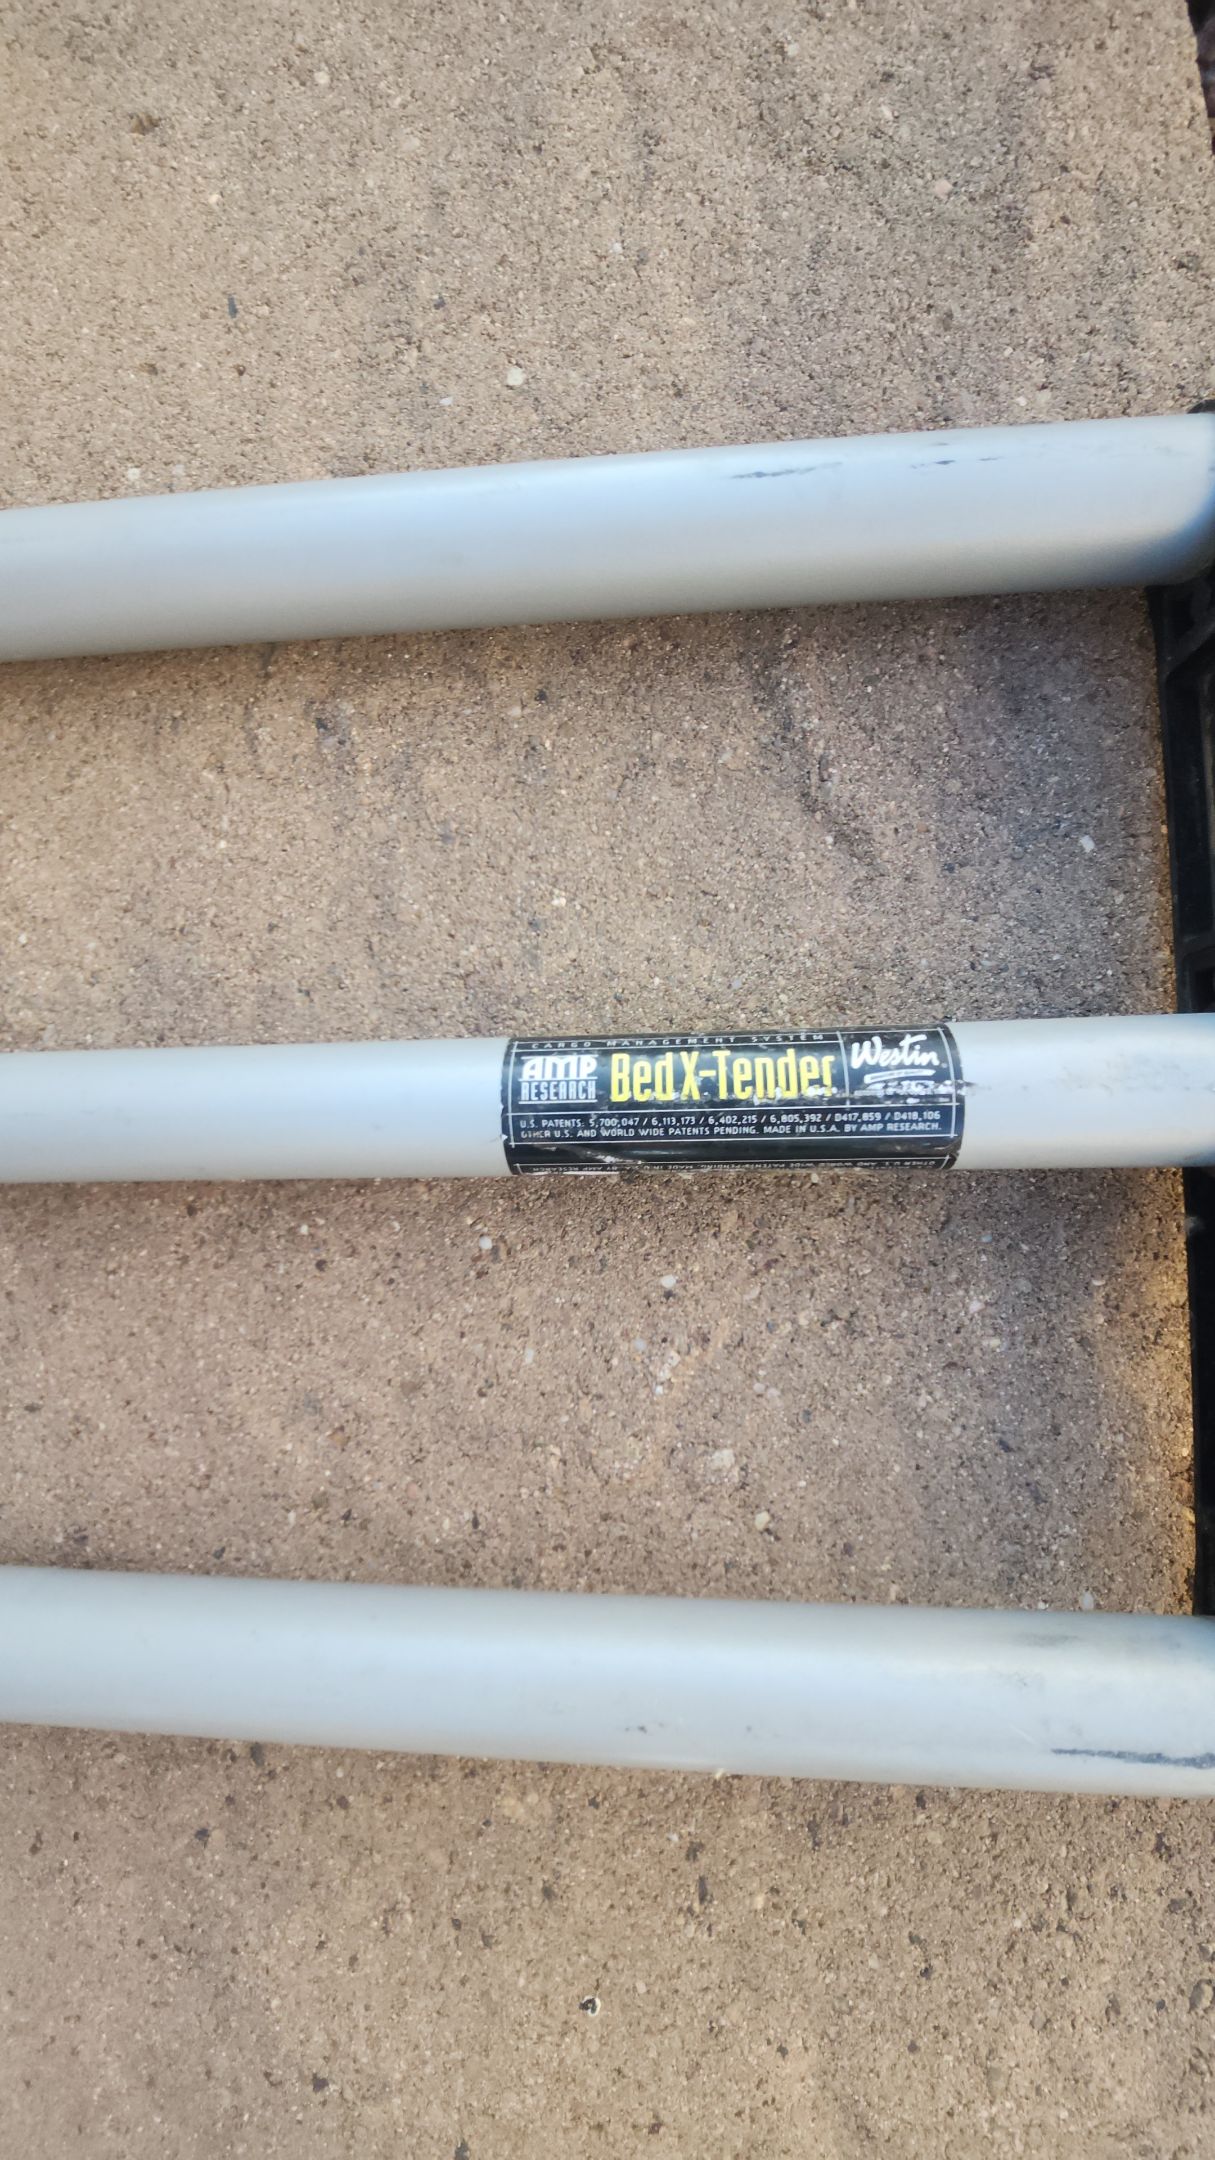 CARGO MANAGEMENT SYSTEM
AMP RESEARCH
Bed X-Tender
Westin
U.S. PATENTS: 5,700,047 / 6,113,173 / 6,402,215 / 6,805,392 / D417,859 / D418,106
OTHER U.S. AND WORLD WIDE PATENTS PENDING. MADE IN U.S.A. BY AMP RESEARCH.